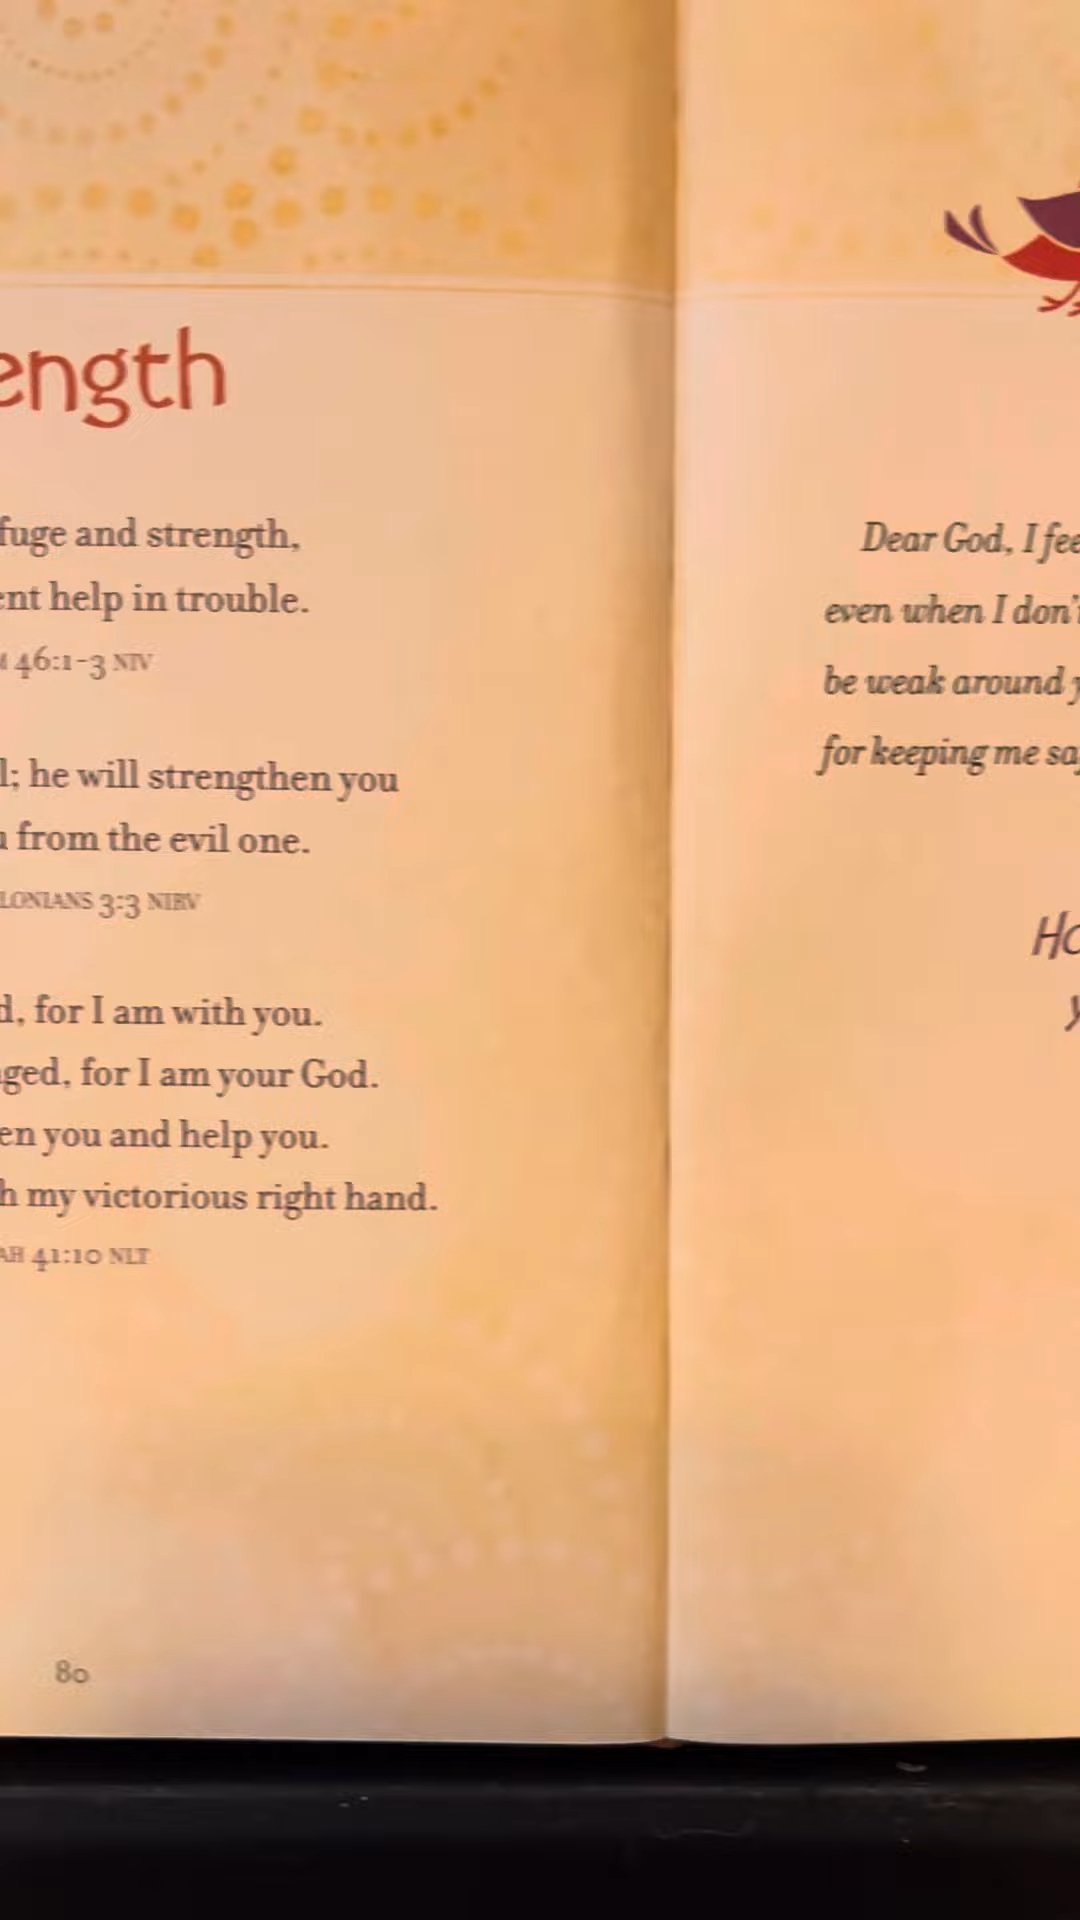 ength
fuge and strength,
ent help in trouble.
46:1-3 NIV
l; he will strengthen you
u from the evil one.
LONIANS 3:3 NIRV
d, for I am with you.
ged, for I am your God.
en you and help you.
h my victorious right hand.
AH 41:10 NLT
80
Dear God, I fee
even when I don't
be weak around y
for keeping me sa
Ho
y